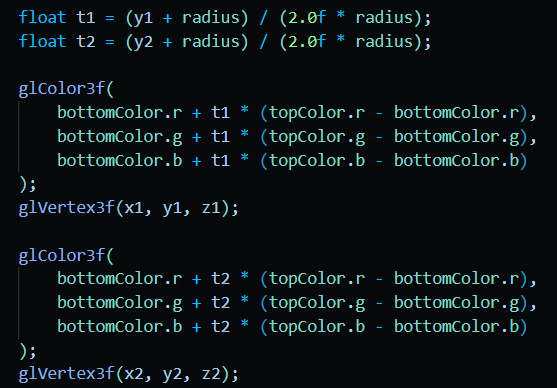 float t1 = (y1 + radius) / (2.0f * radius);
float t2 = (y2 + radius) / (2.0f * radius);
glColor3f(
bottomColor.r + t1 * (topColor.r - bottomColor.r),
bottomColor.g + t1 * (topColor.g - bottomColor.g),
bottomColor.b + t1 * (topColor.b - bottomColor.b)
);
glVertex3f(x1, y1, z1);
glColor3f(
bottomColor.r + t2 * (topColor.r - bottomColor.r),
bottomColor.g + t2 * (topColor.g - bottomColor.g),
bottomColor.b + t2 * (topColor.b - bottomColor.b)
);
glVertex3f(x2, y2, z2);